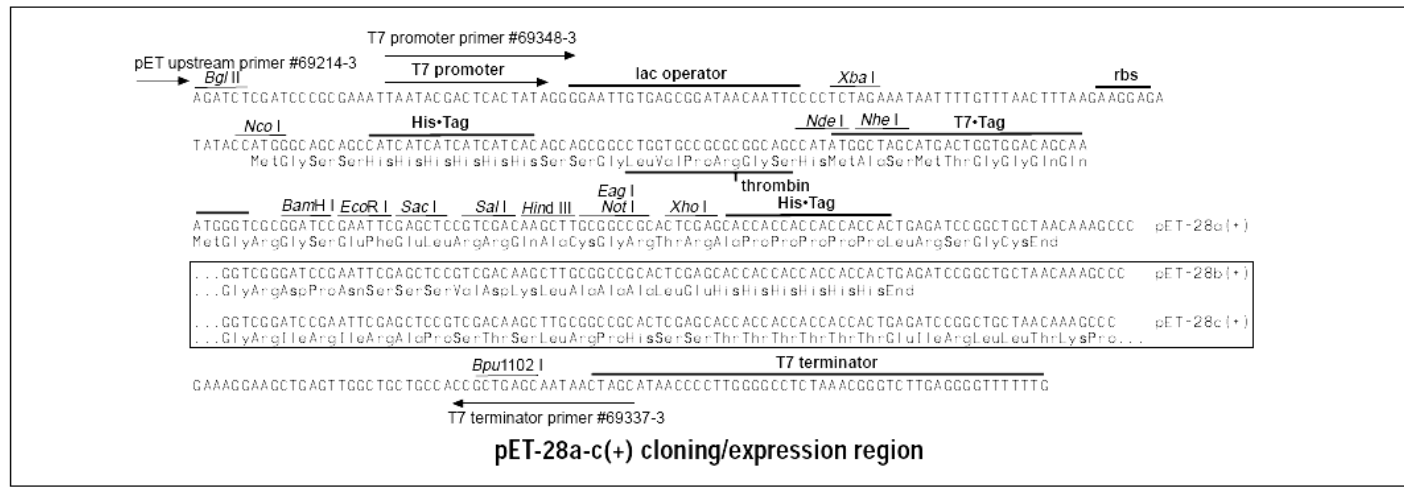 T7 promoter primer #69348-3
pET upstream primer #69214-3
Bgl II
T7 promoter
lac operator
Xba I
rbs
AGATCTCGATCCCGCGAAATTAATACGACTCACTATAGGGGAATTGTGAGCGGATAACAATTCCCCTCTAGAAATAATTTTGTTTAACTTTAAGAAGGAGA
Nco I
His•Tag
Nde I
Nhe I
T7•Tag
TATACCATGGGCAGCAGCCATCATCATCATCATCACAGCAGCGGCCTGGTGCCGCGCGGCAGCCATATGGCTAGCATGACTGGTGGACAGCAA
MetGlySerSerHisHisHisHisHisHisSerSerGlyLeuValProArgGlySerHisMetAlaSerMetThrGlyGlyGlnGln
thrombin
BamH I
EcoR I
Sac I
Sal I
Hind III
Eag I
Not I
Xho I
His•Tag
ATGGGTCGCGGATCCGAATTCGAGCTCCGTCGACAAGCTTGCGGCCGCACTCGAGCACCACCACCACCACCACTGAGATCCGGCTGCTAACAAAGCCC pET-28a(+)
MetGlyArgGlySerGluPheGluLeuArgArgGlnAlaCysGlyArgThrArgAlaProProProProProLeuArgSerGlyCysEnd
...GGTCGGGATCCGAATTCGAGCTCCGTCGACAAGCTTGCGGCCGCACTCGAGCACCACCACCACCACCACTGAGATCCGGCTGCTAACAAAGCCC pET-28b(+)
...GlyArgAspProAsnSerSerSerValAspLysLeuAlaAlaAlaLeuGluHisHisHisHisHisHisEnd
...GGTCGGATCCGAATTCGAGCTCCGTCGACAAGCTTGCGGCCGCACTCGAGCACCACCACCACCACCACTGAGATCCGGCTGCTAACAAAGCCC pET-28c(+)
...GlyArgIleArgIleArgAlaProSerThrSerLeuArgProHisSerSerThrThrThrThrThrThrGluIleArgLeuLeuThrLysPro...
Bpu1102 I
T7 terminator
GAAAGGAAGCTGAGTTGGCTGCTGCCACCGCTGAGCAATAACTAGCATAACCCCTTGGGGCCTCTAAACGGGTCTTGAGGGGTTTTTTG
T7 terminator primer #69337-3
pET-28a-c(+) cloning/expression region